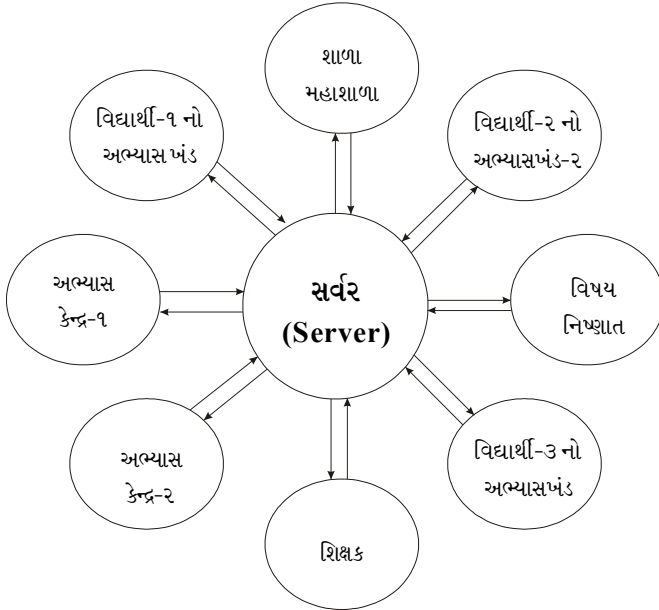 શાળા
મહાશાળા
વિદ્યાર્થી-૧ નો
અભ્યાસ ખંડ
વિદ્યાર્થી-૨ નો
અભ્યાસખંડ-૨
અભ્યાસ
કેન્દ્ર-૧
સર્વર
(Server)
વિષય
નિષ્ણાત
અભ્યાસ
કેન્દ્ર-૨
વિદ્યાર્થી-૩ નો
અભ્યાસખંડ
શિક્ષક